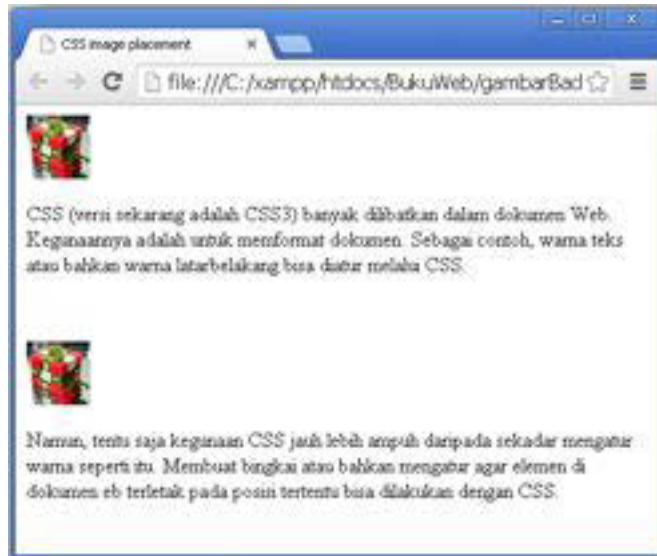 CSS image placement
file:///C:/xampp/htdocs/BukuWeb/gambarBad
CSS (versi sekarang adalah CSS3) banyak dilibatkan dalam dokumen Web.
Kegunaannya adalah untuk memformat dokumen. Sebagai contoh, warna teks
atau bahkan warna latarbelakang bisa diatur melalui CSS.
Namun, tentu saja kegunaan CSS jauh lebih ampuh daripada sekadar mengatur
warna seperti itu. Membuat bingkai atau bahkan mengatur agar elemen di
dokumen eb terletak pada posisi tertentu bisa dilakukan dengan CSS.